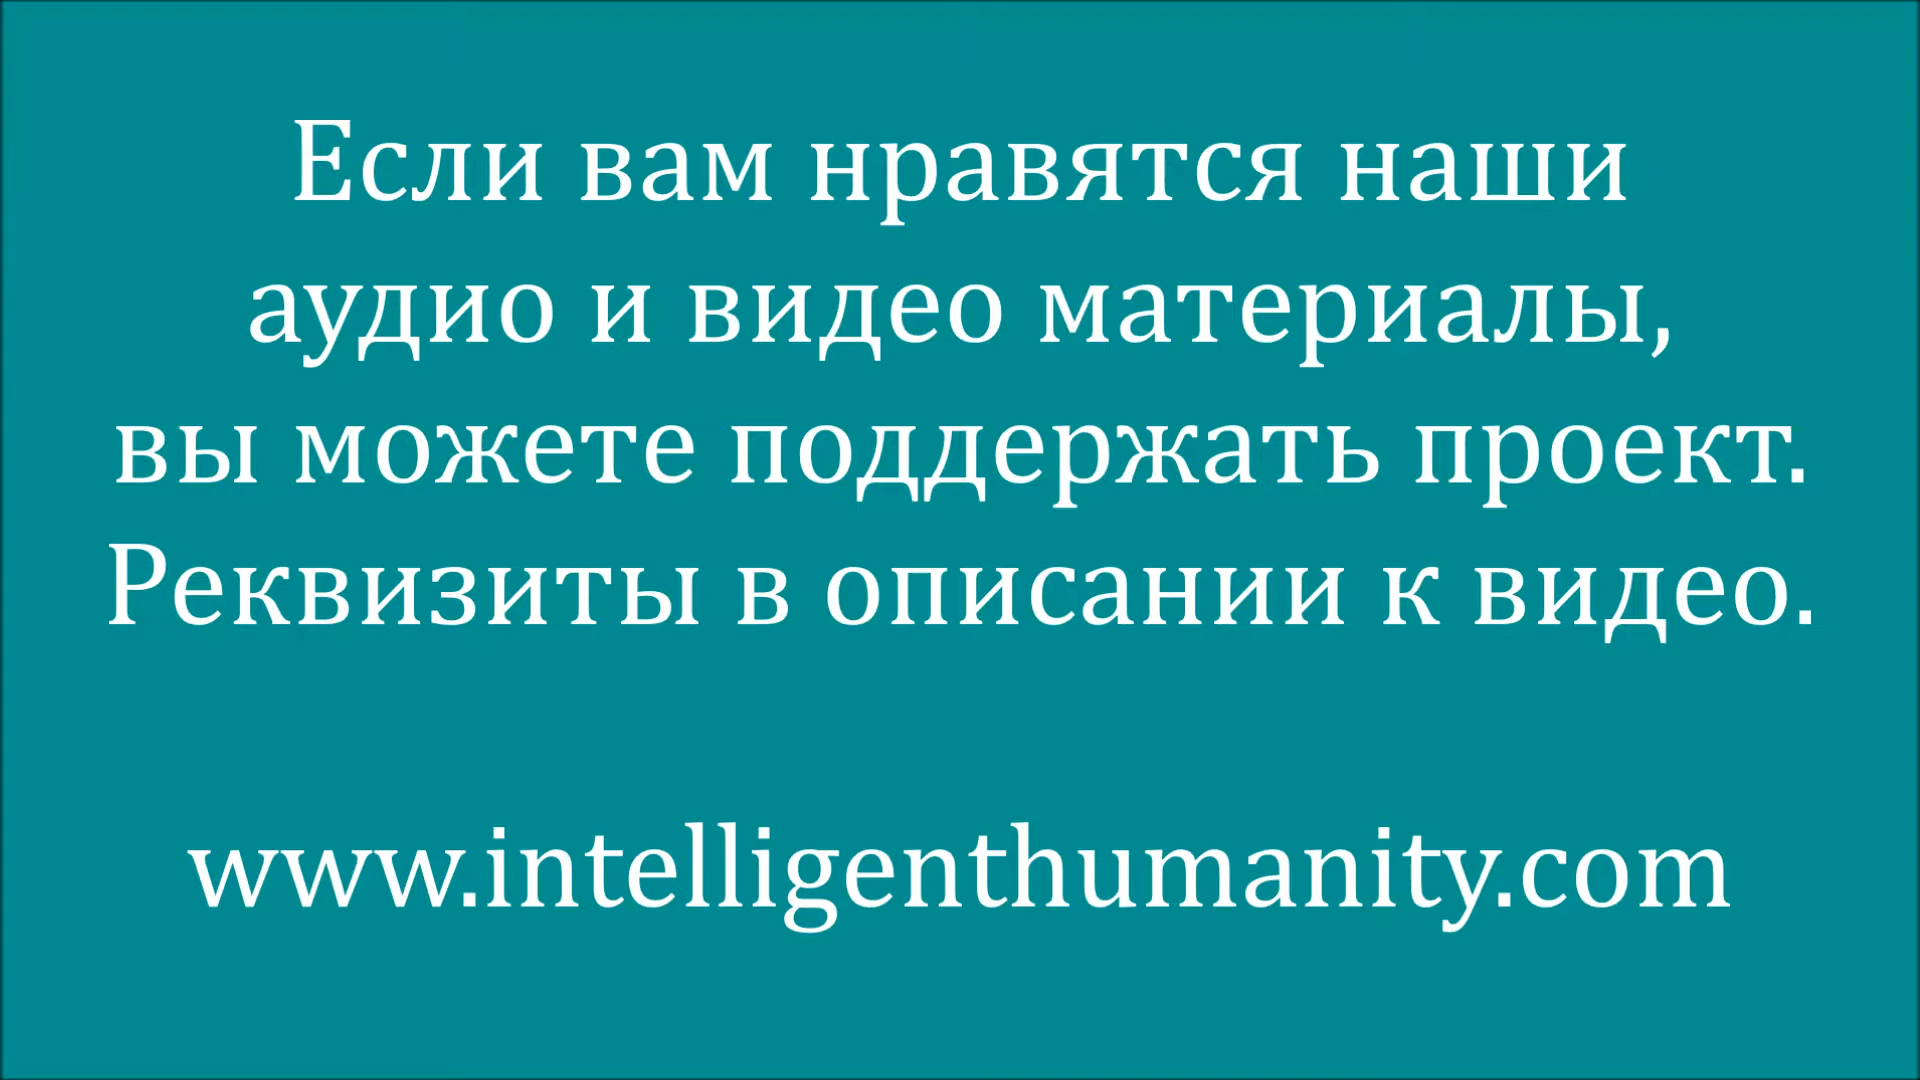 Если вам нравятся наши
аудио и видео материалы,
вы можете поддержать проект.
Реквизиты в описании к видео.
www.intelligenthumanity.com